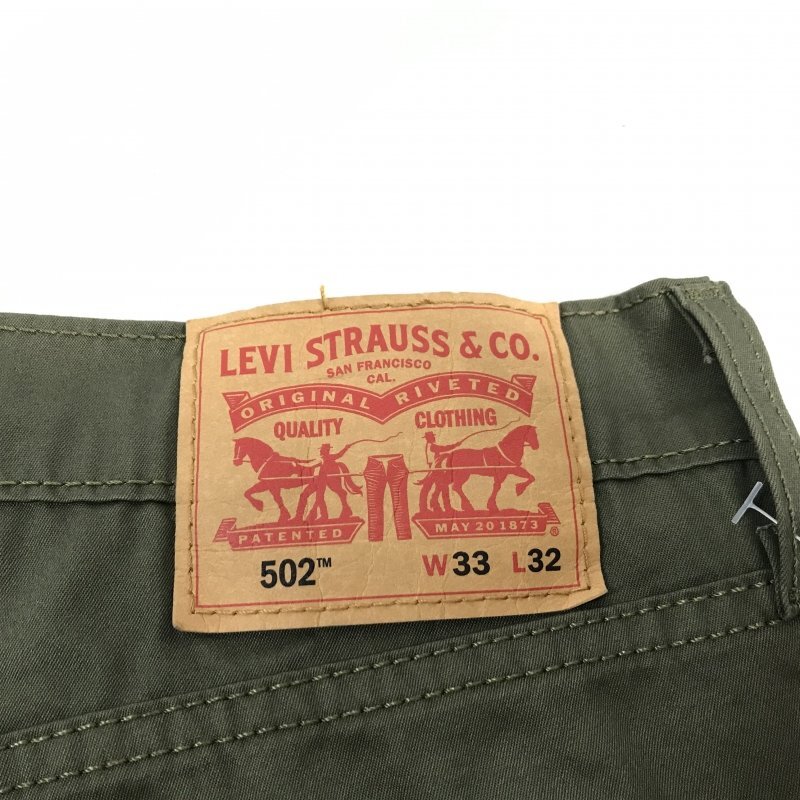 LEVI STRAUSS & CO.
SAN FRANCISCO
CAL.
ORIGINAL RIVETED
QUALITY CLOTHING
PATENTED MAY 20 1873 ®
502™ W33 L32